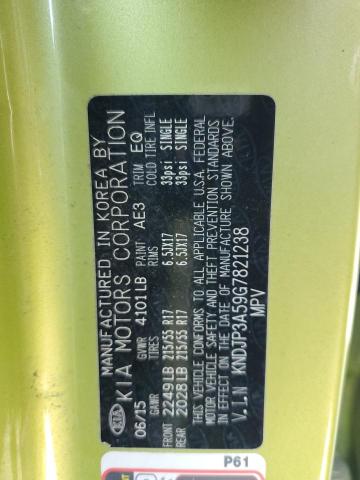 MANUFACTURED IN KOREA BY
KIA KIA MOTORS CORPORATION
06/15 GVWR 4101LB PAINT AE3 TRIM EQ
GAWR TIRES RIMS COLD TIRE INFL
FRONT 2249LB 215/55 R17 6.5JX17 33psi SINGLE
REAR 2028LB 215/55 R17 6.5JX17 33psi SINGLE
THIS VEHICLE CONFORMS TO ALL APPLICABLE U.S.A. FEDERAL
MOTOR VEHICLE SAFETY AND THEFT PREVENTION STANDARDS
IN EFFECT ON THE DATE OF MANUFACTURE SHOWN ABOVE.
V.I.N KNDJP3A59G7821238
MPV
P61